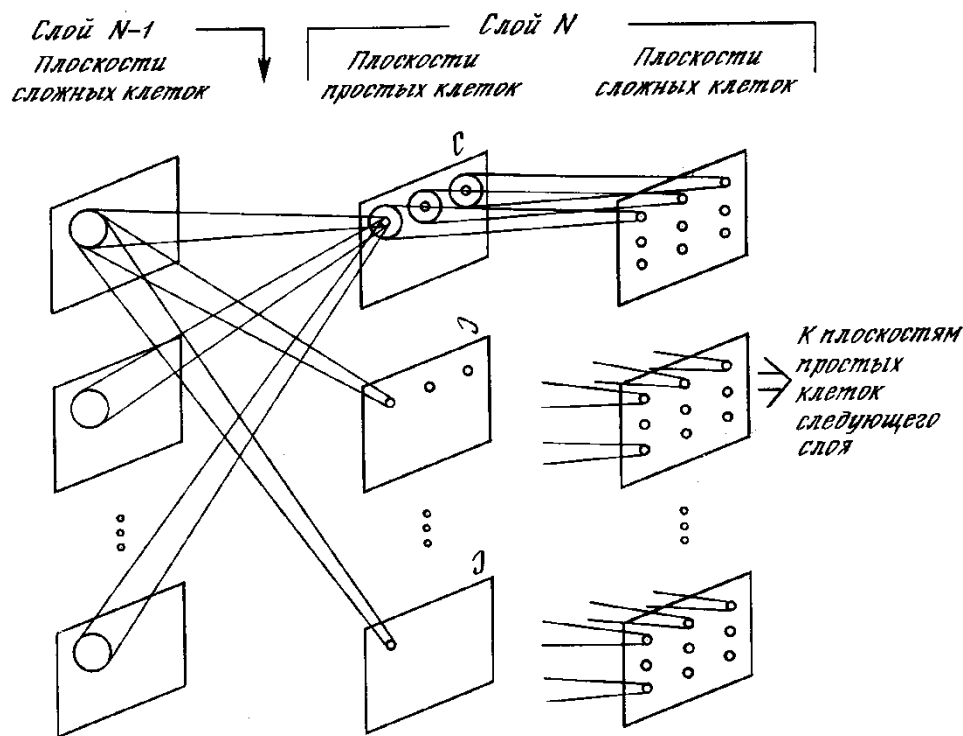 Слой N-1
Плоскости
сложных клеток
Слой N
Плоскости
простых клеток
Плоскости
сложных клеток
К плоскостям
простых
клеток
следующего
слоя